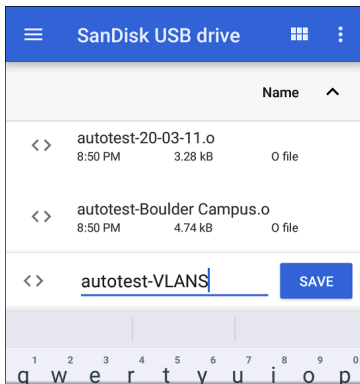 SanDisk USB drive
Name
autotest-20-03-11.o
8:50 PM 3.28 kB O file
autotest-Boulder Campus.o
8:50 PM 4.74 kB O file
autotest-VLANS SAVE
1 2 3 4 5 6 7 8 9 0
q w e r t y u i o p